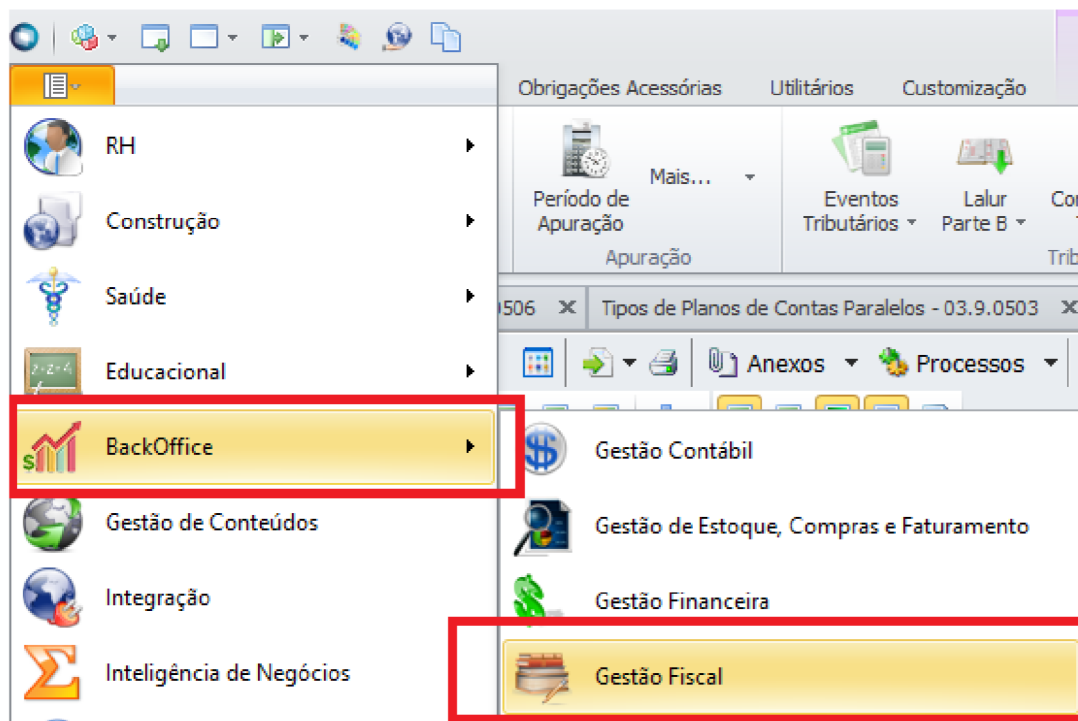 Obrigações Acessórias Utilitários Customização
RH
Mais...
Período de
Apuração
Eventos
Tributários
Lalur
Parte B
Construção
Apuração
Saúde
Tipos de Planos de Contas Paralelos - 03.9.0503
Educacional
Anexos Processos
BackOffice
Gestão Contábil
Gestão de Conteúdos
Gestão de Estoque, Compras e Faturamento
Integração
Gestão Financeira
Inteligência de Negócios
Gestão Fiscal